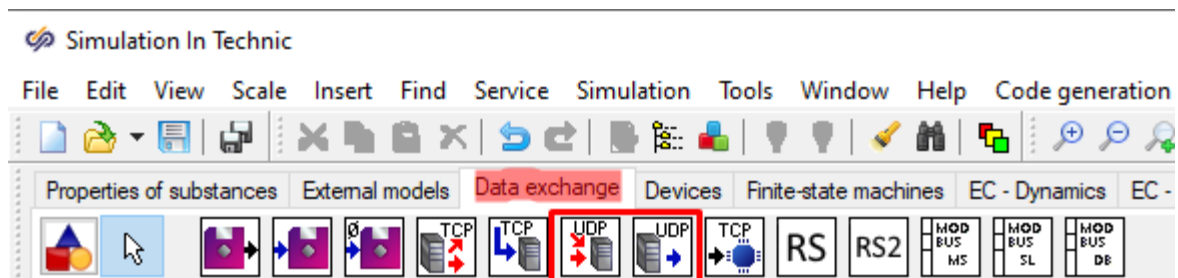 Simulation In Technic
File Edit View Scale Insert Find Service Simulation Tools Window Help Code generation
Properties of substances External models Data exchange Devices Finite-state machines EC - Dynamics EC -
Ø TCP TCP UDP UDP TCP RS RS2 MOD BUS MS MOD BUS SL MOD BUS DB